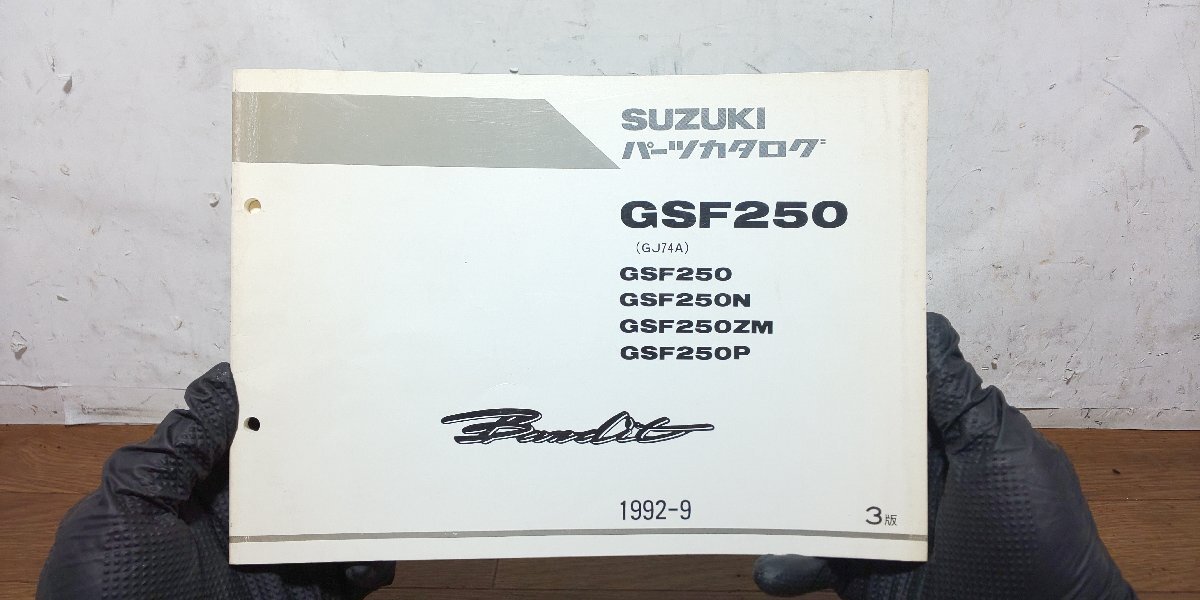 SUZUKI
パーツカタログ
GSF250
(GJ74A)
GSF250
GSF250N
GSF250ZM
GSF250P
Bandit
1992-9
3版